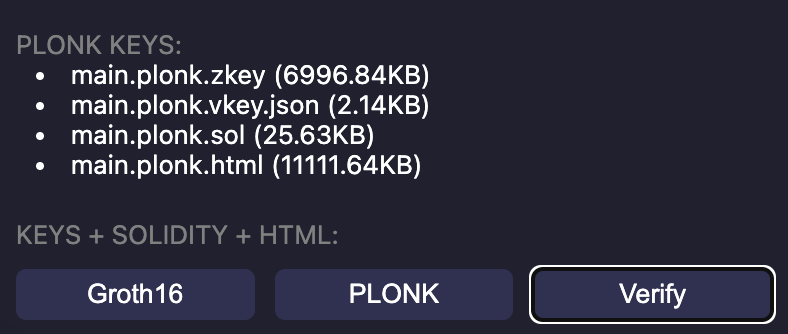 PLONK KEYS:
• main.plonk.zkey (6996.84KB)
• main.plonk.vkey.json (2.14KB)
• main.plonk.sol (25.63KB)
• main.plonk.html (11111.64KB)
KEYS + SOLIDITY + HTML:
Groth16 PLONK Verify